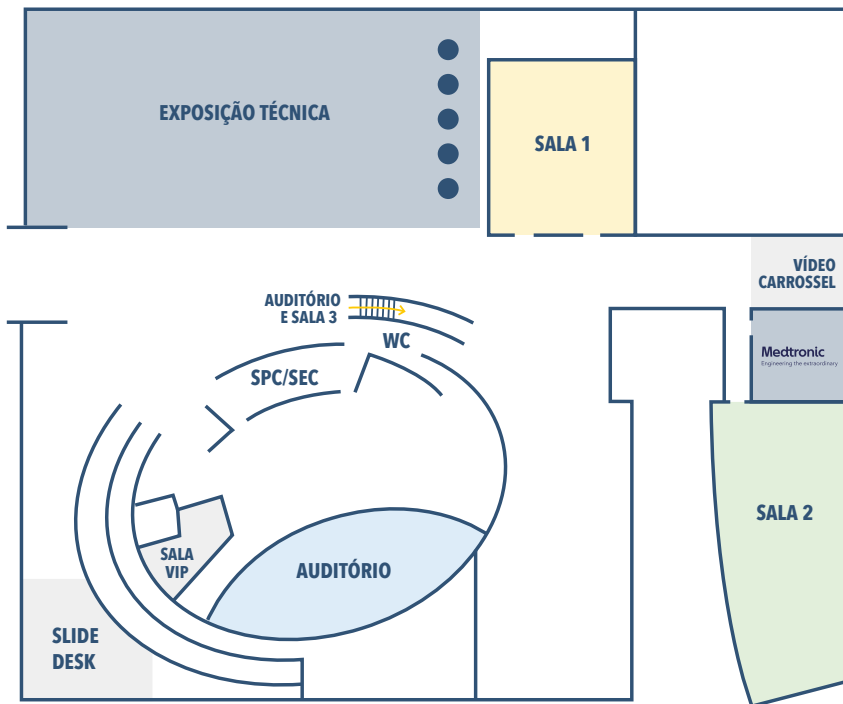 EXPOSIÇÃO TÉCNICA
SALA 1
VÍDEO
CARROSSEL
AUDITÓRIO
E SALA 3
WC
Medtronic
Engineering the extraordinary
SPC/SEC
SALA 2
SALA
VIP
AUDITÓRIO
SLIDE
DESK